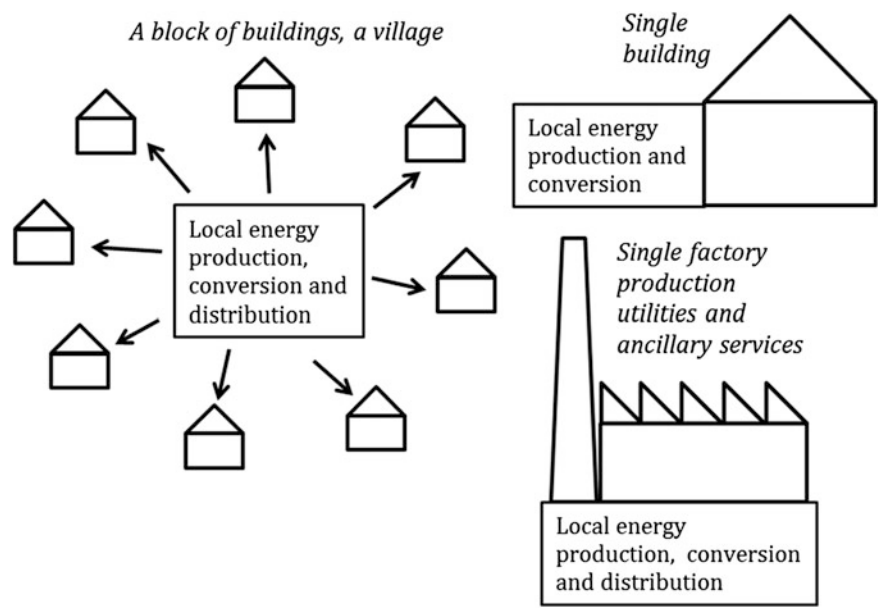 A block of buildings, a village
Local energy
production,
conversion and
distribution
Single
building
Local energy
production and
conversion
Single factory
production
utilities and
ancillary services
Local energy
production, conversion
and distribution